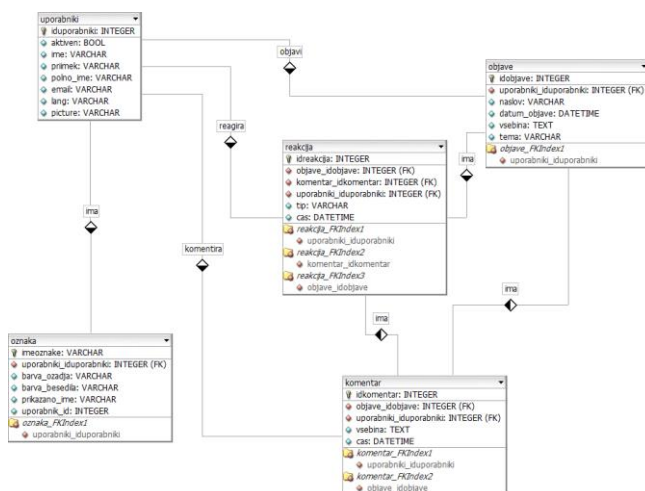 uporabniki
iduporabniki: INTEGER
aktiven: BOOL
ime: VARCHAR
priimek: VARCHAR
polno_ime: VARCHAR
email: VARCHAR
lang: VARCHAR
picture: VARCHAR
objavi
objave
idobjave: INTEGER
uporabniki_iduporabniki: INTEGER (FK)
naslov: VARCHAR
datum_objave: DATETIME
vsebina: TEXT
tema: VARCHAR
objave_FKIndex1
uporabniki_iduporabniki
reagira
reakcija
idreakcija: INTEGER
objave_idobjave: INTEGER (FK)
komentar_idkomentar: INTEGER (FK)
uporabniki_iduporabniki: INTEGER (FK)
tip: VARCHAR
cas: DATETIME
reakcija_FKIndex1
uporabniki_iduporabniki
reakcija_FKIndex2
komentar_idkomentar
reakcija_FKIndex3
objave_idobjave
ima
ima
komentira
ima
ima
oznaka
imeoznake: VARCHAR
uporabniki_iduporabniki: INTEGER (FK)
barva_ozadja: VARCHAR
barva_besedila: VARCHAR
prikazano_ime: VARCHAR
uporabnik_id: INTEGER
oznaka_FKIndex1
uporabniki_iduporabniki
komentar
idkomentar: INTEGER
objave_idobjave: INTEGER (FK)
uporabniki_iduporabniki: INTEGER (FK)
vsebina: TEXT
cas: DATETIME
komentar_FKIndex1
uporabniki_iduporabniki
komentar_FKIndex2
objave_idobjave